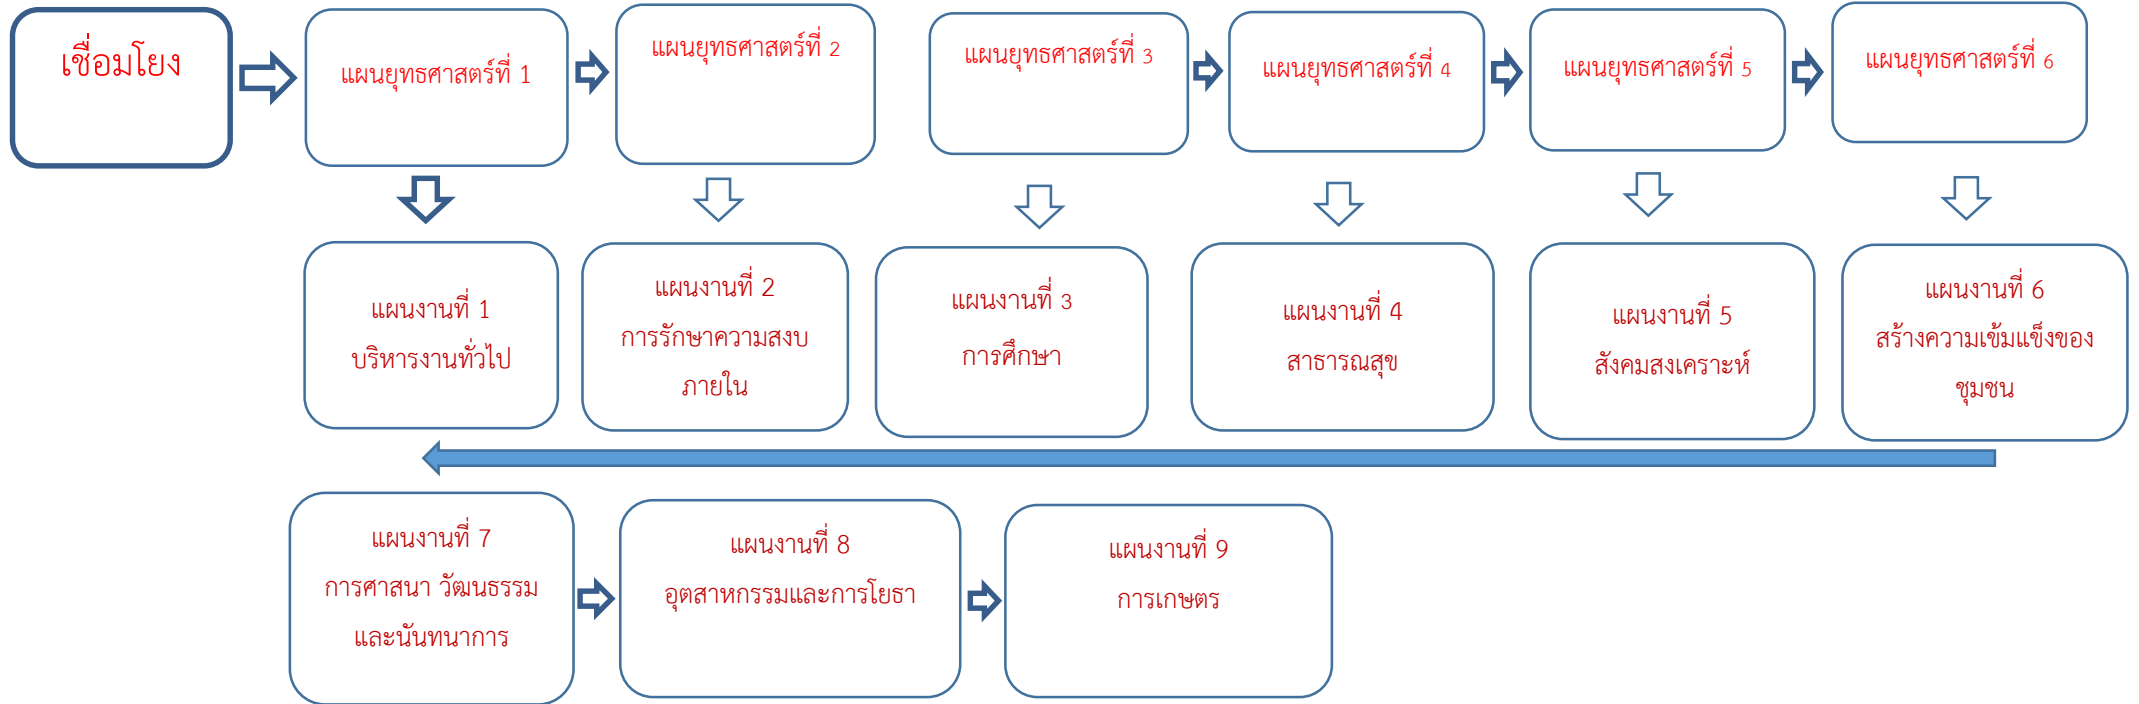 เชื่อมโยง
แผนยุทธศาสตร์ที่ 1
แผนยุทธศาสตร์ที่ 2
แผนยุทธศาสตร์ที่ 3
แผนยุทธศาสตร์ที่ 4
แผนยุทธศาสตร์ที่ 5
แผนยุทธศาสตร์ที่ 6
แผนงานที่ 1
บริหารงานทั่วไป
แผนงานที่ 2
การรักษาความสงบ
ภายใน
แผนงานที่ 3
การศึกษา
แผนงานที่ 4
สาธารณสุข
แผนงานที่ 5
สังคมสงเคราะห์
แผนงานที่ 6
สร้างความเข้มแข็งของ
ชุมชน
แผนงานที่ 7
การศาสนา วัฒนธรรม
และนันทนาการ
แผนงานที่ 8
อุตสาหกรรมและการโยธา
แผนงานที่ 9
การเกษตร